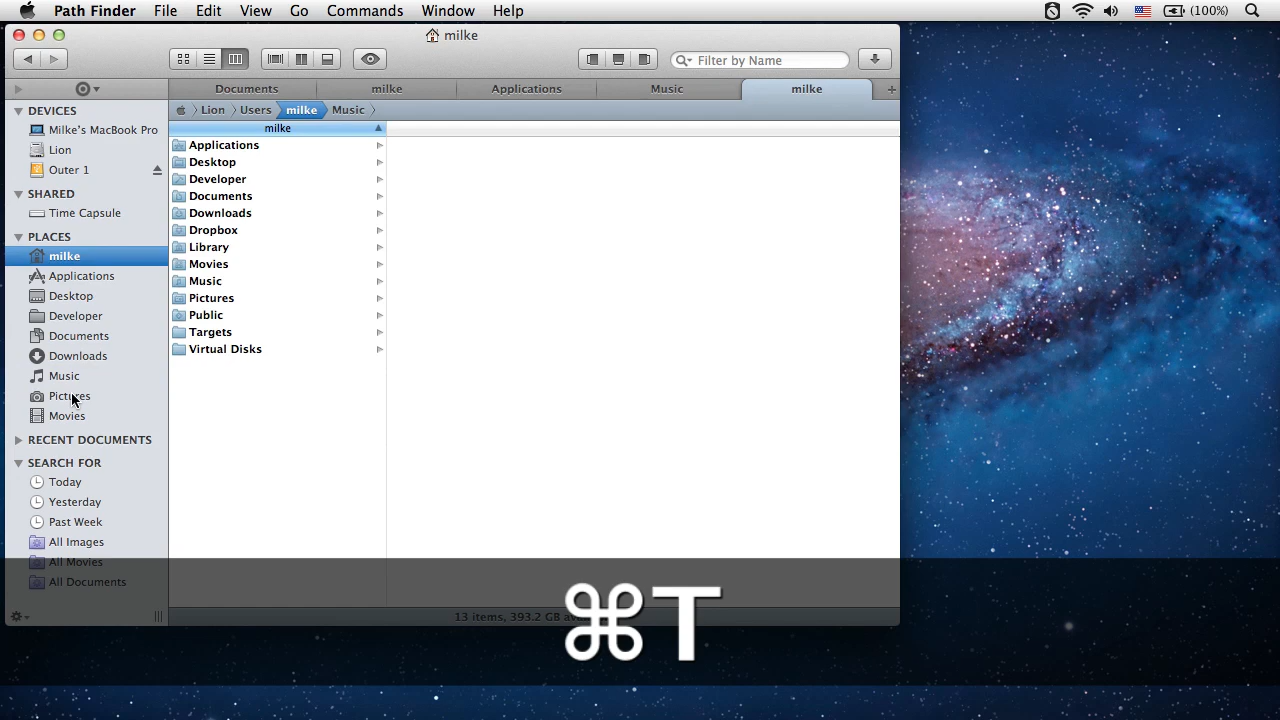 Path Finder File Edit View Go Commands Window Help (100%)
milke
Filter by Name
Documents milke Applications Music milke +
Lion Users milke Music
milke
DEVICES
Milke's MacBook Pro
Lion
Outer 1
SHARED
Time Capsule
PLACES
milke
Applications
Desktop
Developer
Documents
Downloads
Music
Pictures
Movies
RECENT DOCUMENTS
SEARCH FOR
Today
Yesterday
Past Week
All Images
All Movies
All Documents
Applications
Desktop
Developer
Documents
Downloads
Dropbox
Library
Movies
Music
Pictures
Public
Targets
Virtual Disks
13 items, 393.2 GB
⌘T